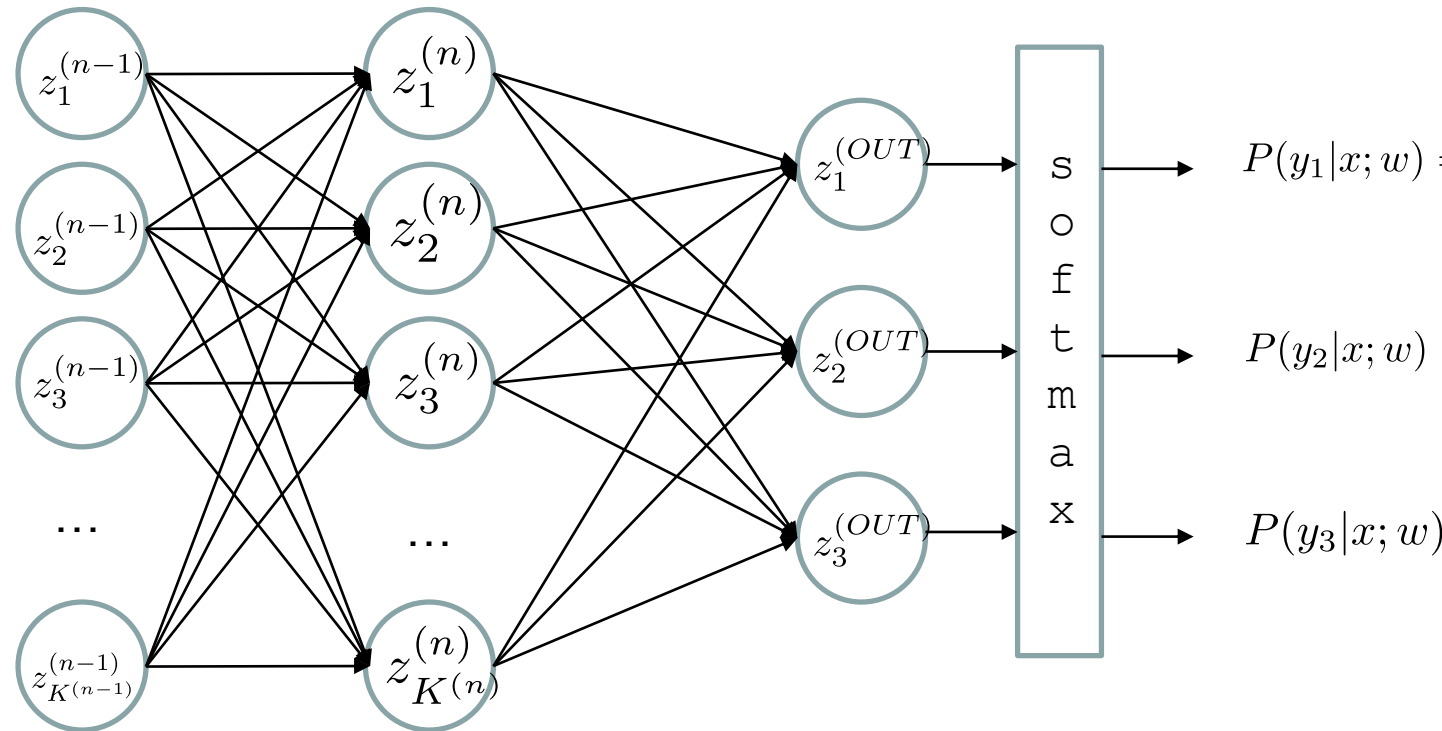 z_1^{(n-1)}
z_2^{(n-1)}
z_3^{(n-1)}
...
z_{K^{(n-1)}}^{(n-1)}
z_1^{(n)}
z_2^{(n)}
z_3^{(n)}
...
z_{K^{(n)}}^{(n)}
z_1^{(OUT)}
z_2^{(OUT)}
z_3^{(OUT)}
softmax
P(y_1|x; w) =
P(y_2|x; w)
P(y_3|x; w)